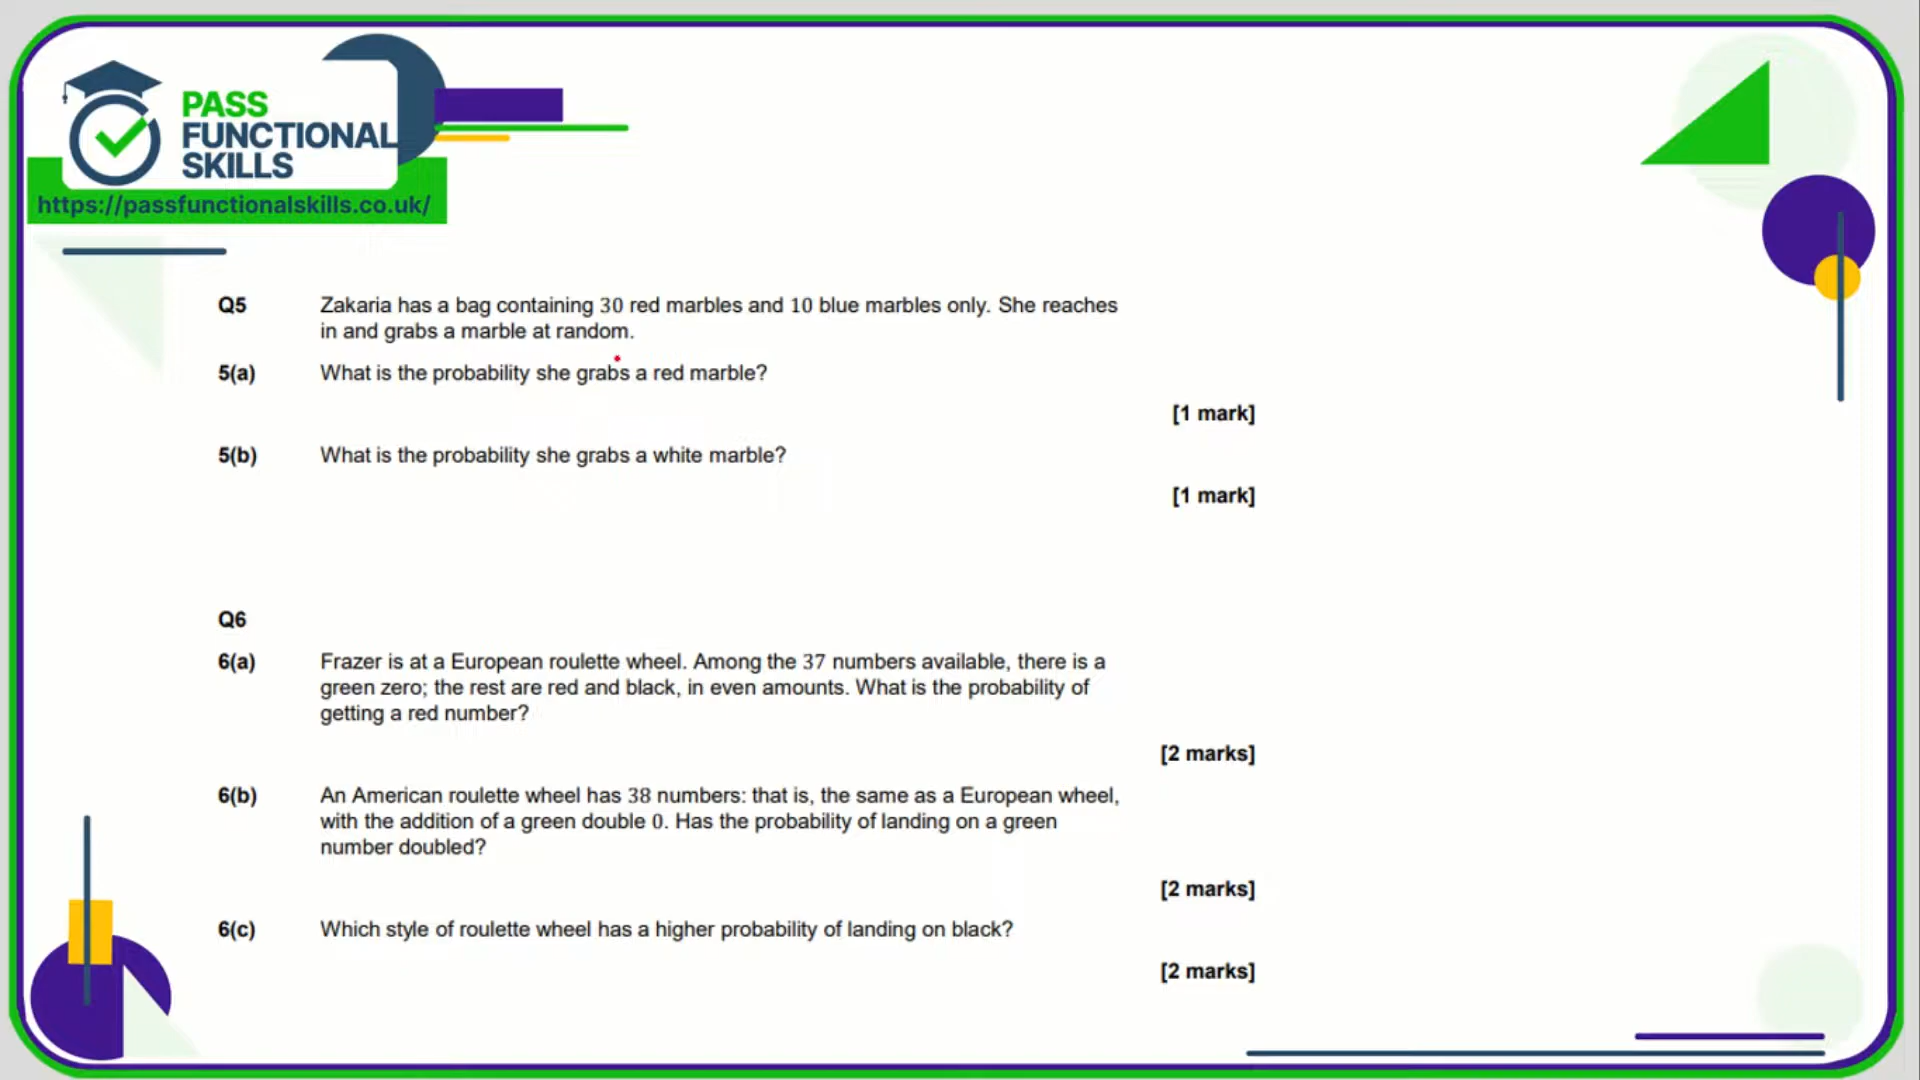 PASS
FUNCTIONAL
SKILLS
https://passfunctionalskills.co.uk/
Q5 Zakaria has a bag containing 30 red marbles and 10 blue marbles only. She reaches
in and grabs a marble at random.
5(a) What is the probability she grabs a red marble?
[1 mark]
5(b) What is the probability she grabs a white marble?
[1 mark]
Q6
6(a) Frazer is at a European roulette wheel. Among the 37 numbers available, there is a
green zero; the rest are red and black, in even amounts. What is the probability of
getting a red number?
[2 marks]
6(b) An American roulette wheel has 38 numbers: that is, the same as a European wheel,
with the addition of a green double 0. Has the probability of landing on a green
number doubled?
[2 marks]
6(c) Which style of roulette wheel has a higher probability of landing on black?
[2 marks]